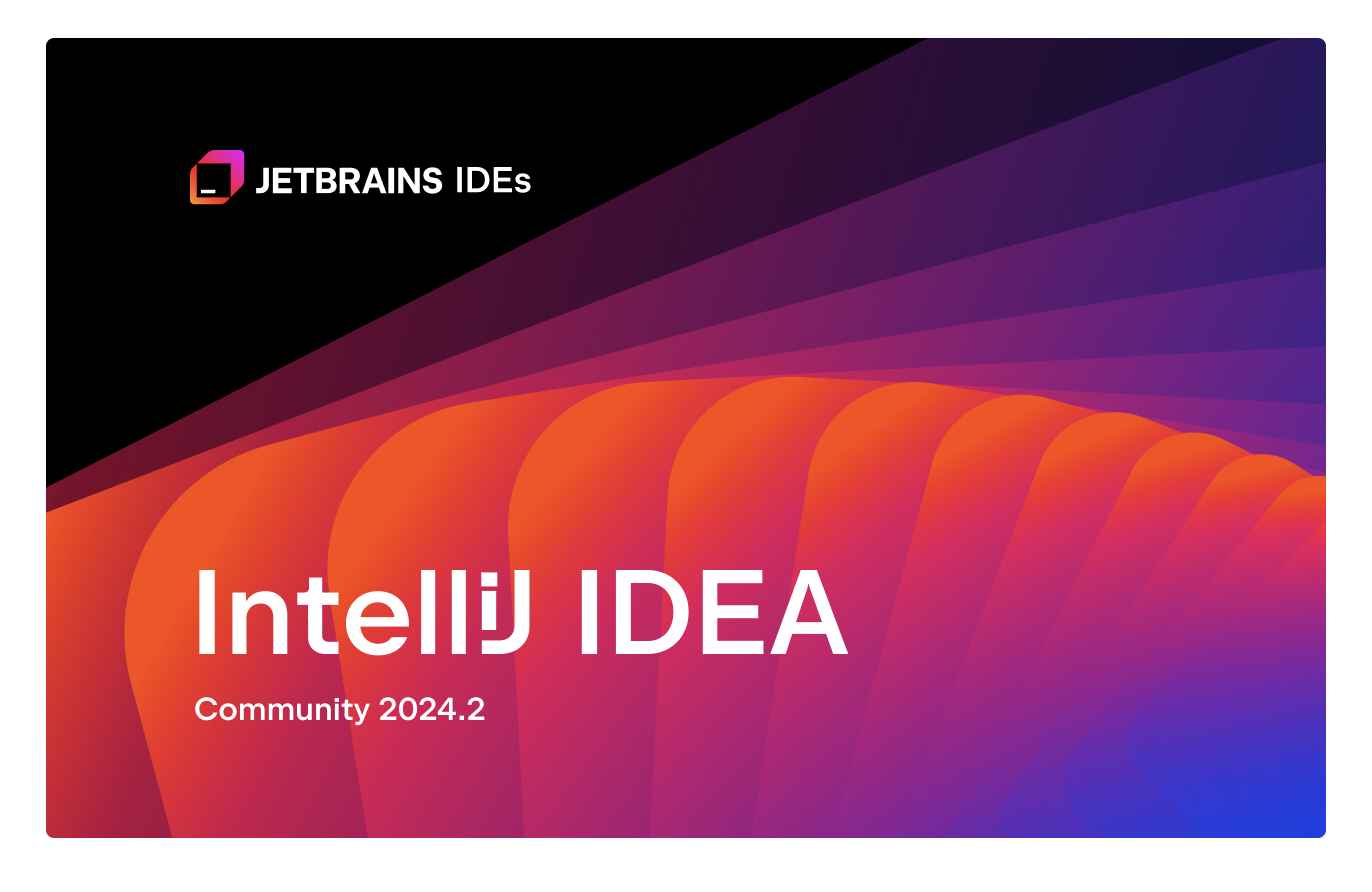 JETBRAINS IDEs
IntelliJ IDEA
Community 2024.2